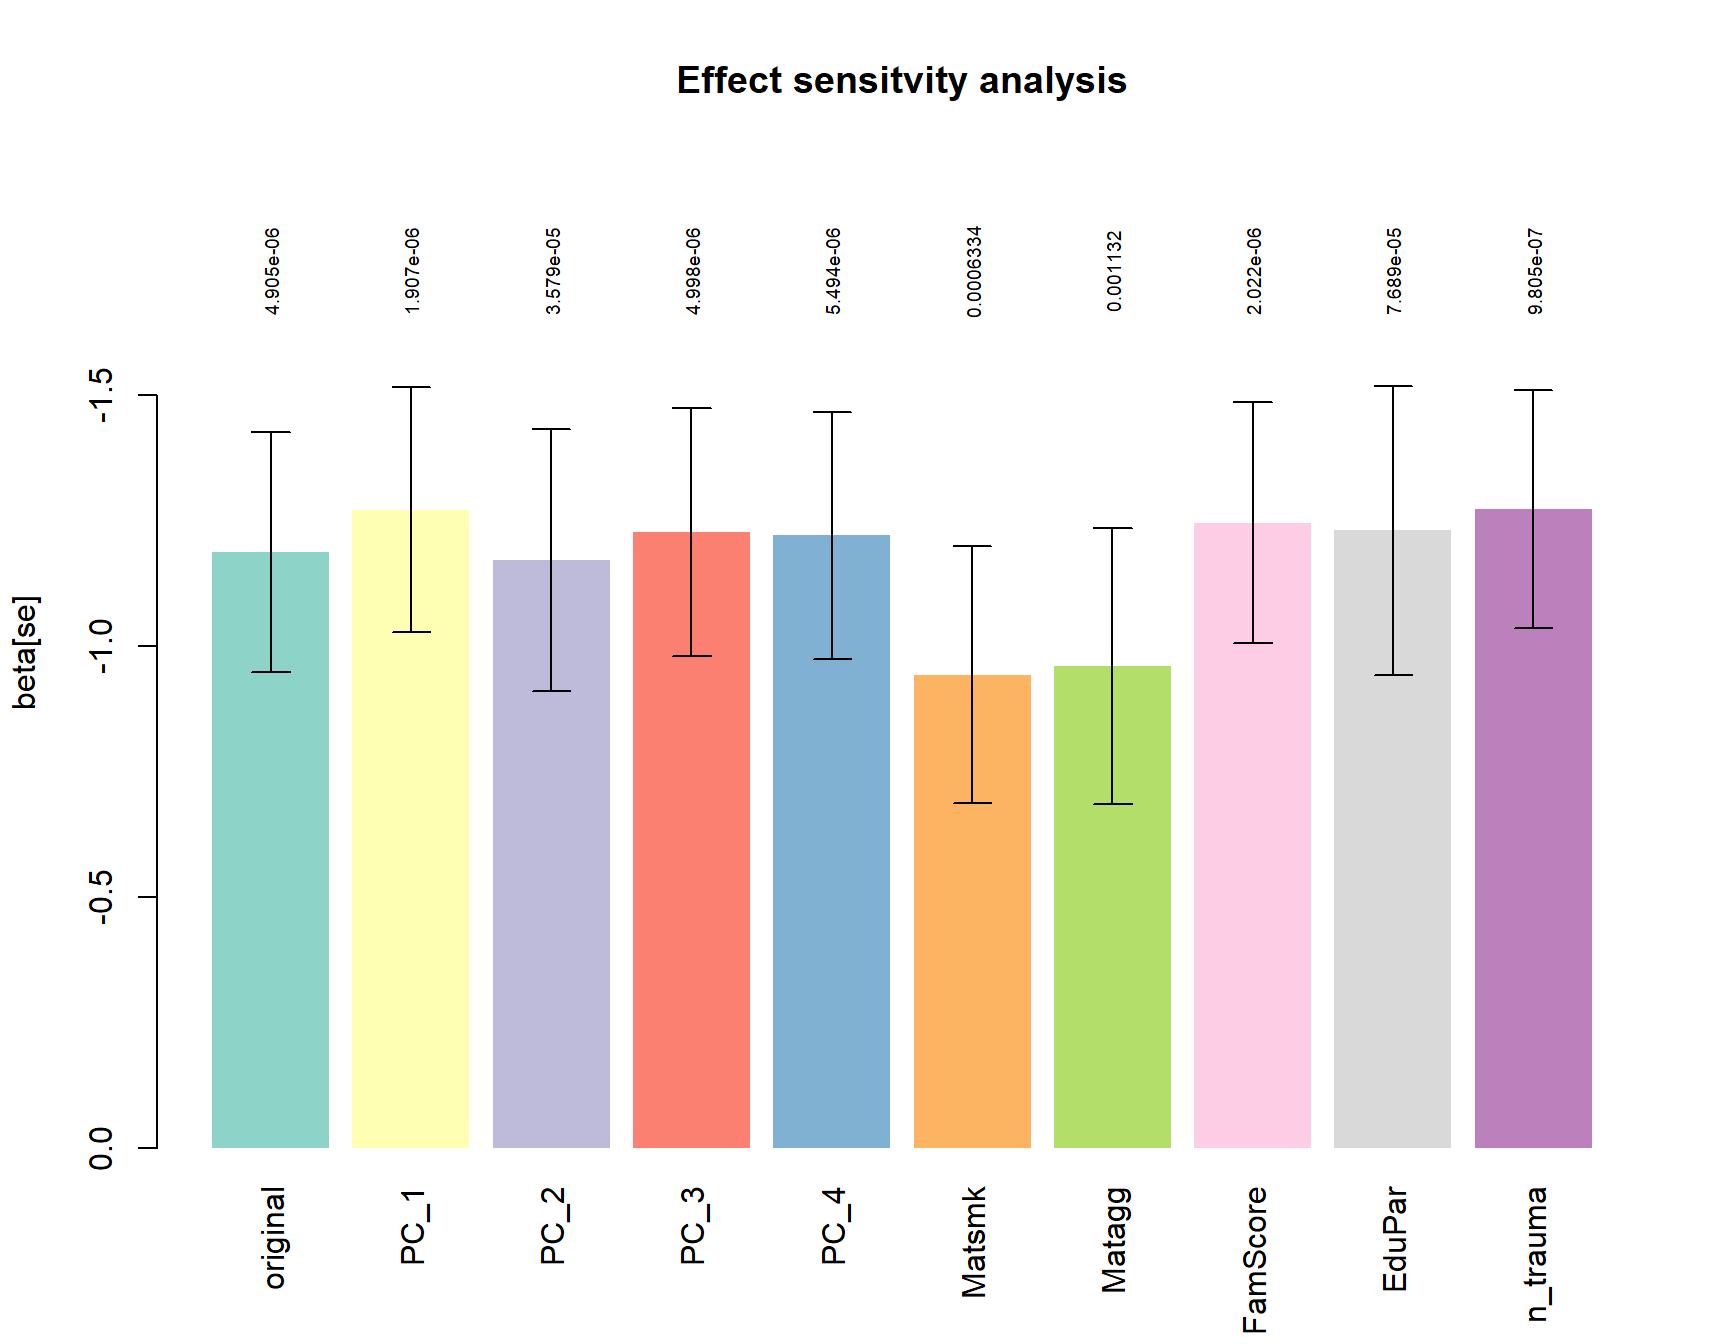 Effect sensitvity analysis
4.905e-06
1.907e-06
3.579e-05
4.998e-06
5.494e-06
0.0006334
0.001132
2.022e-06
7.689e-05
9.805e-07
beta[se]
-1.5
-1.0
-0.5
0.0
original
PC_1
PC_2
PC_3
PC_4
Matsmk
Matagg
FamScore
EduPar
n_trauma